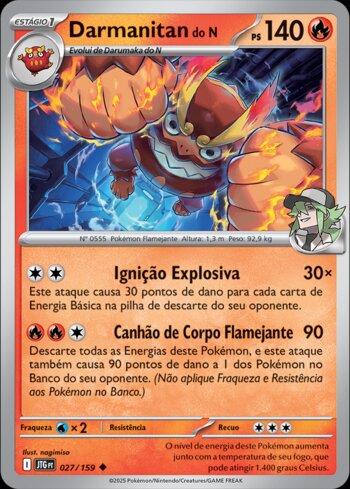 ESTÁGIO 1
Darmanitan do N
PS 140
Evolui de Darumaka do N
Nº 0555 Pokémon Flamejante Altura: 1,3 m Peso: 92,9 kg
Ignição Explosiva 30×
Este ataque causa 30 pontos de dano para cada carta de
Energia Básica na pilha de descarte do seu oponente.
Canhão de Corpo Flamejante 90
Descarte todas as Energias deste Pokémon, e este ataque
também causa 90 pontos de dano a 1 dos Pokémon no
Banco do seu oponente. (Não aplique Fraqueza e Resistência
aos Pokémon no Banco.)
Fraqueza ×2 Resistência Recuo
Ilust. nagimiso
I JTG PT 027/159
©2025 Pokémon/Nintendo/Creatures/GAME FREAK
O nível de energia deste Pokémon aumentam
com o crescimento de seu fogo, que
pode atingir 1.400 graus Celsius.